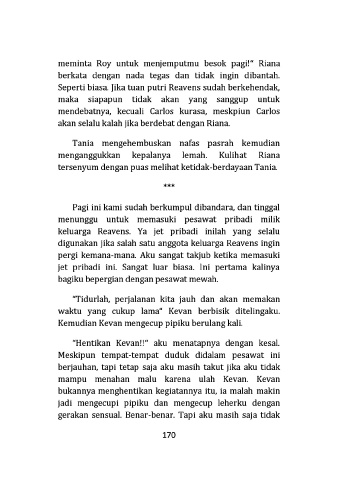 meminta Roy untuk menjemputmu besok pagi!" Riana
berkata dengan nada tegas dan tidak ingin dibantah.
Seperti biasa. Jika tuan putri Reavens sudah berkehendak,
maka siapapun tidak akan yang sanggup untuk
mendebatnya, kecuali Carlos kurasa, meskpiun Carlos
akan selalu kalah jika berdebat dengan Riana.
Tania mengehembuskan nafas pasrah kemudian
menganggukkan kepalanya lemah. Kulihat Riana
tersenyum dengan puas melihat ketidak-berdayaan Tania.
***
Pagi ini kami sudah berkumpul dibandara, dan tinggal
menunggu untuk memasuki pesawat pribadi milik
keluarga Reavens. Ya jet pribadi inilah yang selalu
digunakan jika salah satu anggota keluarga Reavens ingin
pergi kemana-mana. Aku sangat takjub ketika memasuki
jet pribadi ini. Sangat luar biasa. Ini pertama kalinya
bagiku bepergian dengan pesawat mewah.
"Tidurlah, perjalanan kita jauh dan akan memakan
waktu yang cukup lama" Kevan berbisik ditelingaku.
Kemudian Kevan mengecup pipiku berulang kali.
"Hentikan Kevan!!" aku menatapnya dengan kesal.
Meskipun tempat-tempat duduk didalam pesawat ini
berjauhan, tapi tetap saja aku masih takut jika aku tidak
mampu menahan malu karena ulah Kevan. Kevan
bukannya menghentikan kegiatannya itu, ia malah makin
jadi mengecupi pipiku dan mengecup leherku dengan
gerakan sensual. Benar-benar. Tapi aku masih saja tidak
170